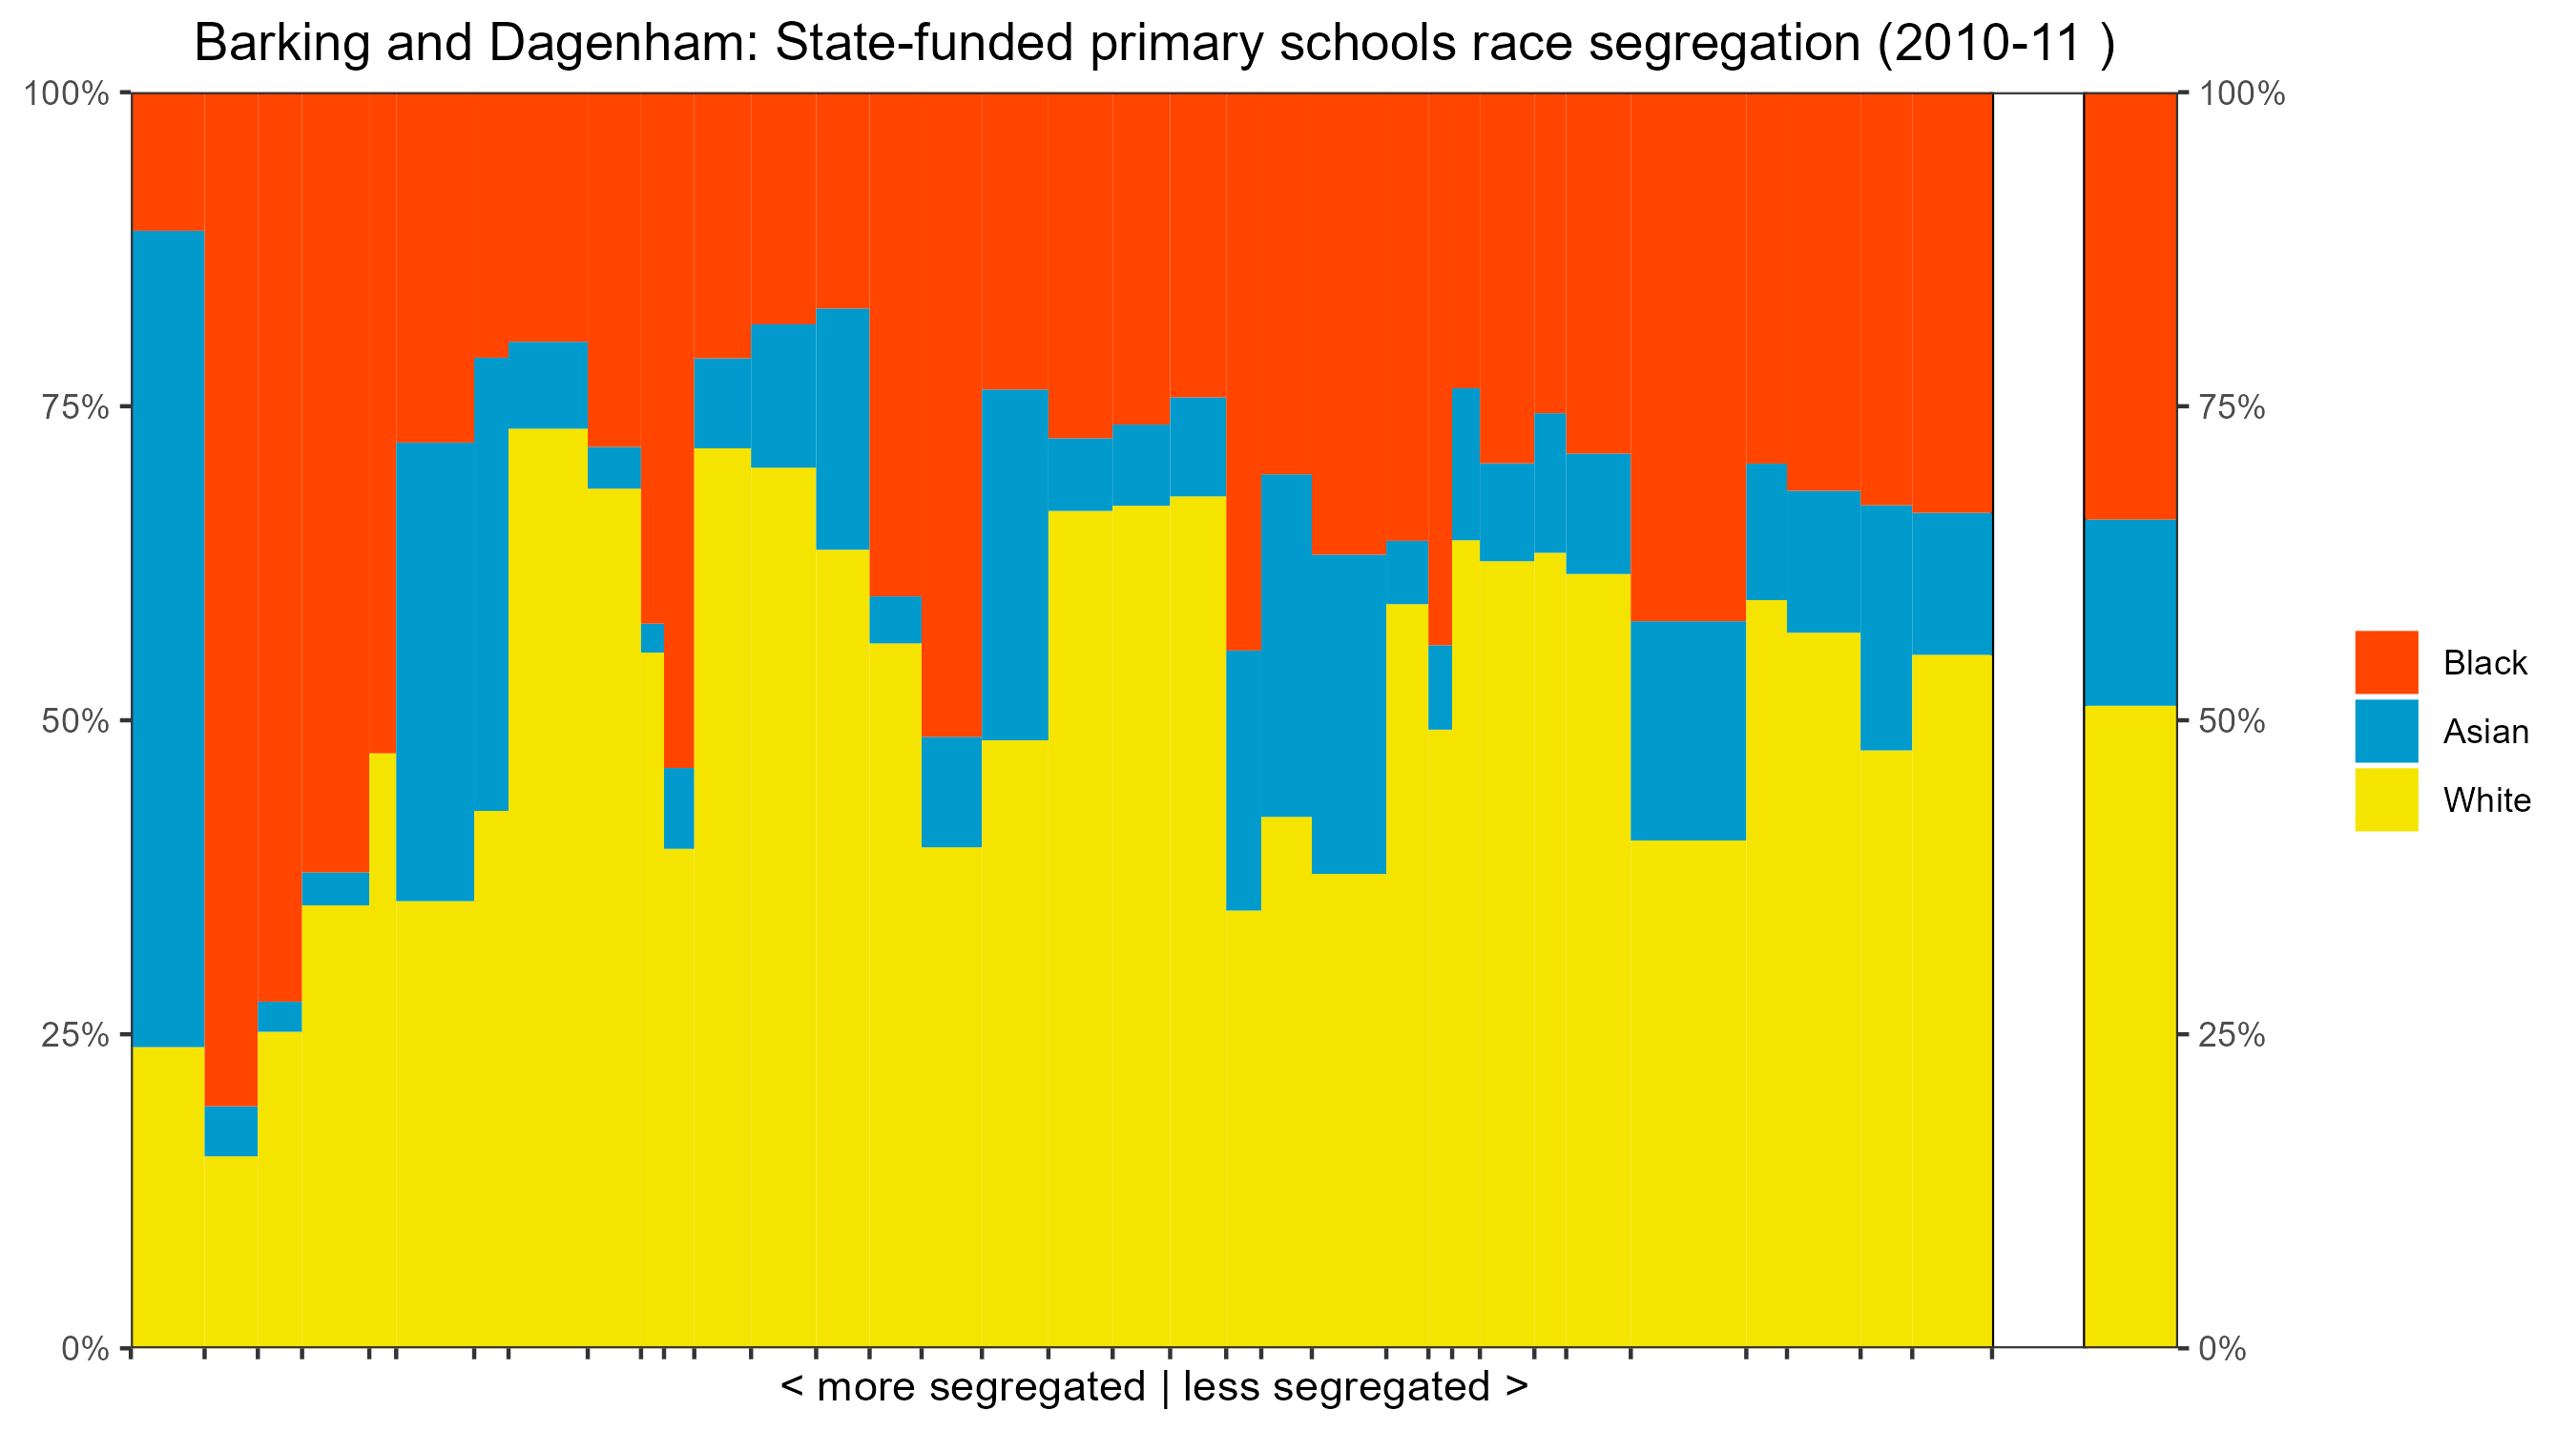 Barking and Dagenham: State-funded primary schools race segregation (2010-11 )
100%
75%
50%
25%
0%
100%
75%
50%
25%
0%
Black
Asian
White
< more segregated | less segregated >